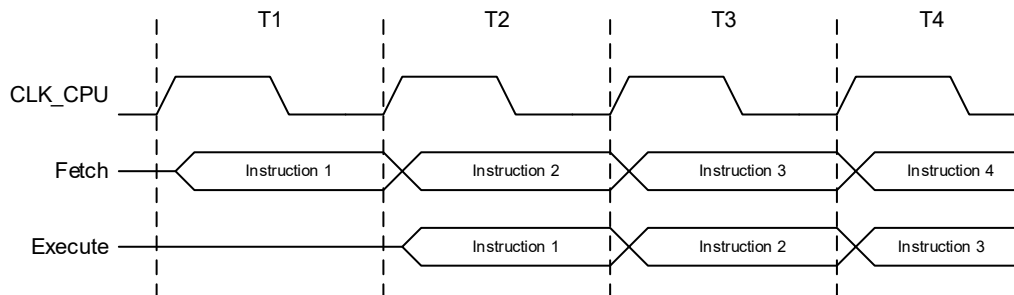 T1 T2 T3 T4
CLK_CPU
Fetch Instruction 1 Instruction 2 Instruction 3 Instruction 4
Execute Instruction 1 Instruction 2 Instruction 3